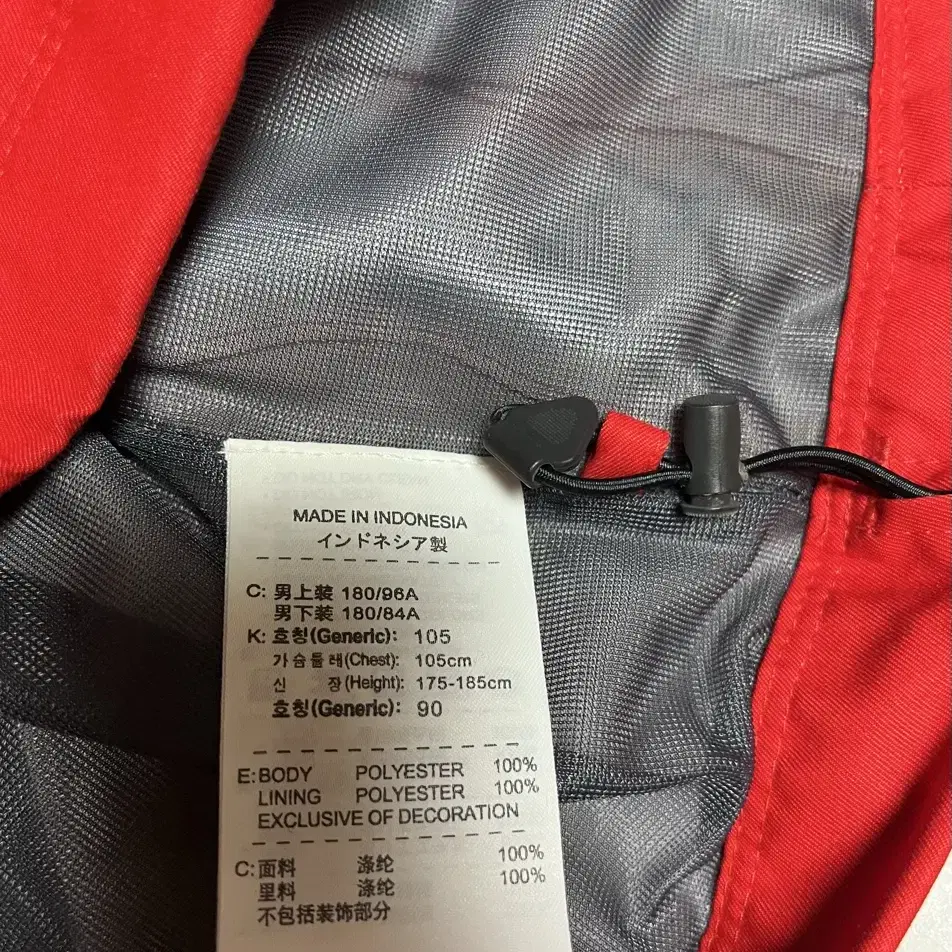 MADE IN INDONESIA
インドネシア製
C: 男上装 180/96A
男下装 180/84A
K: 호칭(Generic): 105
가슴둘레(Chest): 105cm
신 장(Height): 175-185cm
호칭(Generic): 90
E: BODY POLYESTER 100%
LINING POLYESTER 100%
EXCLUSIVE OF DECORATION
C: 面料 涤纶 100%
里料 涤纶 100%
不包括装饰部分